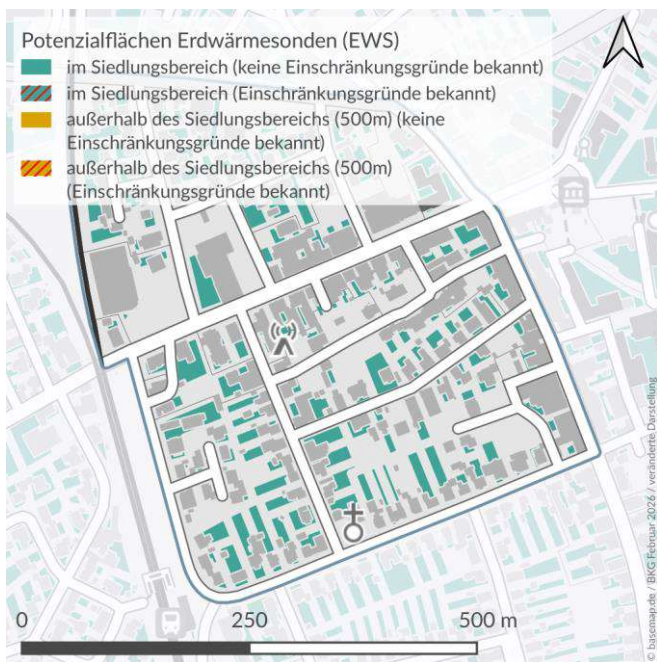 Potenzialflächen Erdwärmesonden (EWS)
im Siedlungsbereich (keine Einschränkungsgründe bekannt)
im Siedlungsbereich (Einschränkungsgründe bekannt)
außerhalb des Siedlungsbereichs (500m) (keine
Einschränkungsgründe bekannt)
außerhalb des Siedlungsbereichs (500m)
(Einschränkungsgründe bekannt)
0 250 500 m
© basemap.de / BKG Februar 2026 / veränderte Darstellung